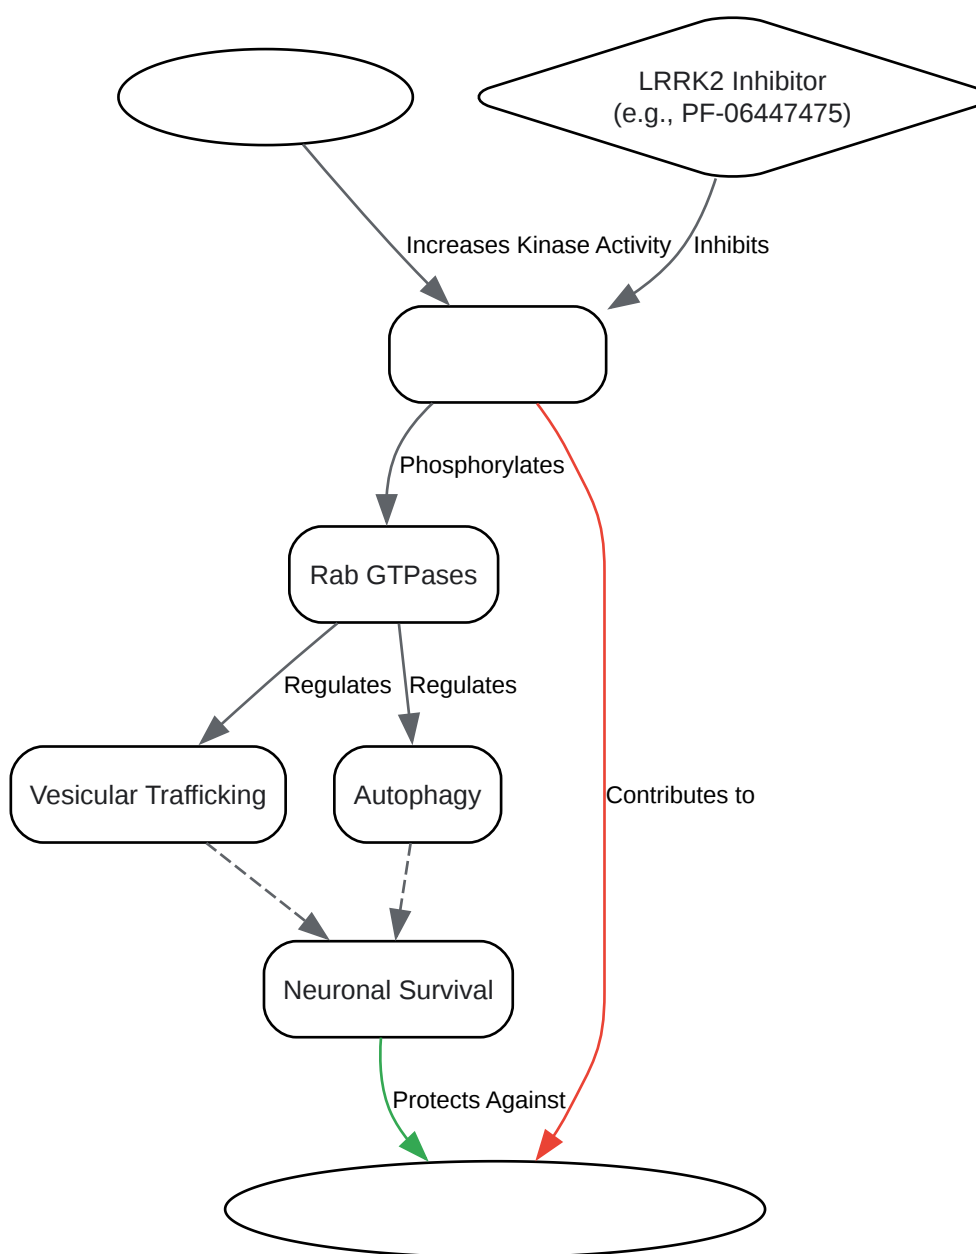 LRRK2 Inhibitor
(e.g., PF-06447475)
Increases Kinase Activity
Inhibits
Phosphorylates
Rab GTPases
Regulates
Regulates
Vesicular Trafficking
Autophagy
Contributes to
Neuronal Survival
Protects Against